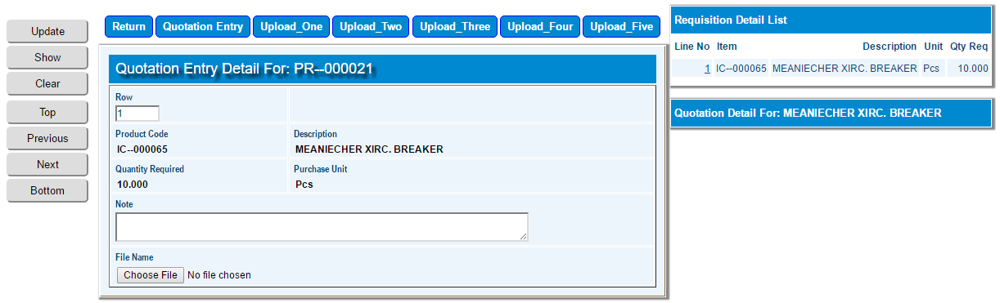 Update
Show
Clear
Top
Previous
Next
Bottom
Return Quotation Entry Upload_One Upload_Two Upload_Three Upload_Four Upload_Five
Quotation Entry Detail For: PR--000021
Row
1
Product Code Description
IC--000065 MEANIECHER XIRC. BREAKER
Quantity Required Purchase Unit
10.000 Pcs
Note
File Name
Choose File No file chosen
Requisition Detail List
Line No Item Description Unit Qty Req
1 IC--000065 MEANIECHER XIRC. BREAKER Pcs 10.000
Quotation Detail For: MEANIECHER XIRC. BREAKER